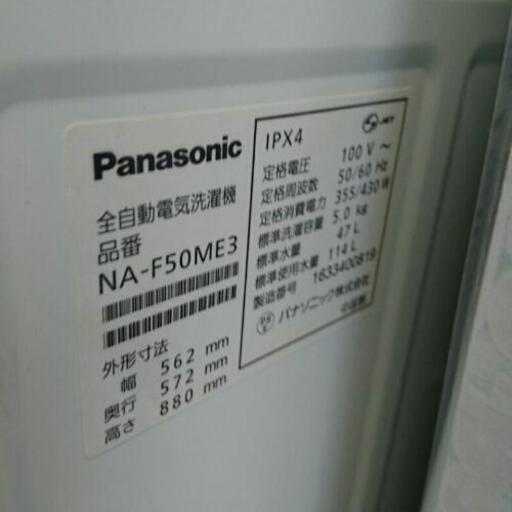 Panasonic
全自動電気洗濯機
品番
NA-F50ME3
外形寸法
幅 562 mm
奥行 572 mm
高さ 880 mm
IPX4
定格電圧 100 V ~
定格周波数 50/60 Hz
定格消費電力 355/430 W
標準洗濯容量 5.0 kg
標準水量 47 L
標準使用水量 114 L
製造番号 1633400819
パナソニック株式会社
中国製